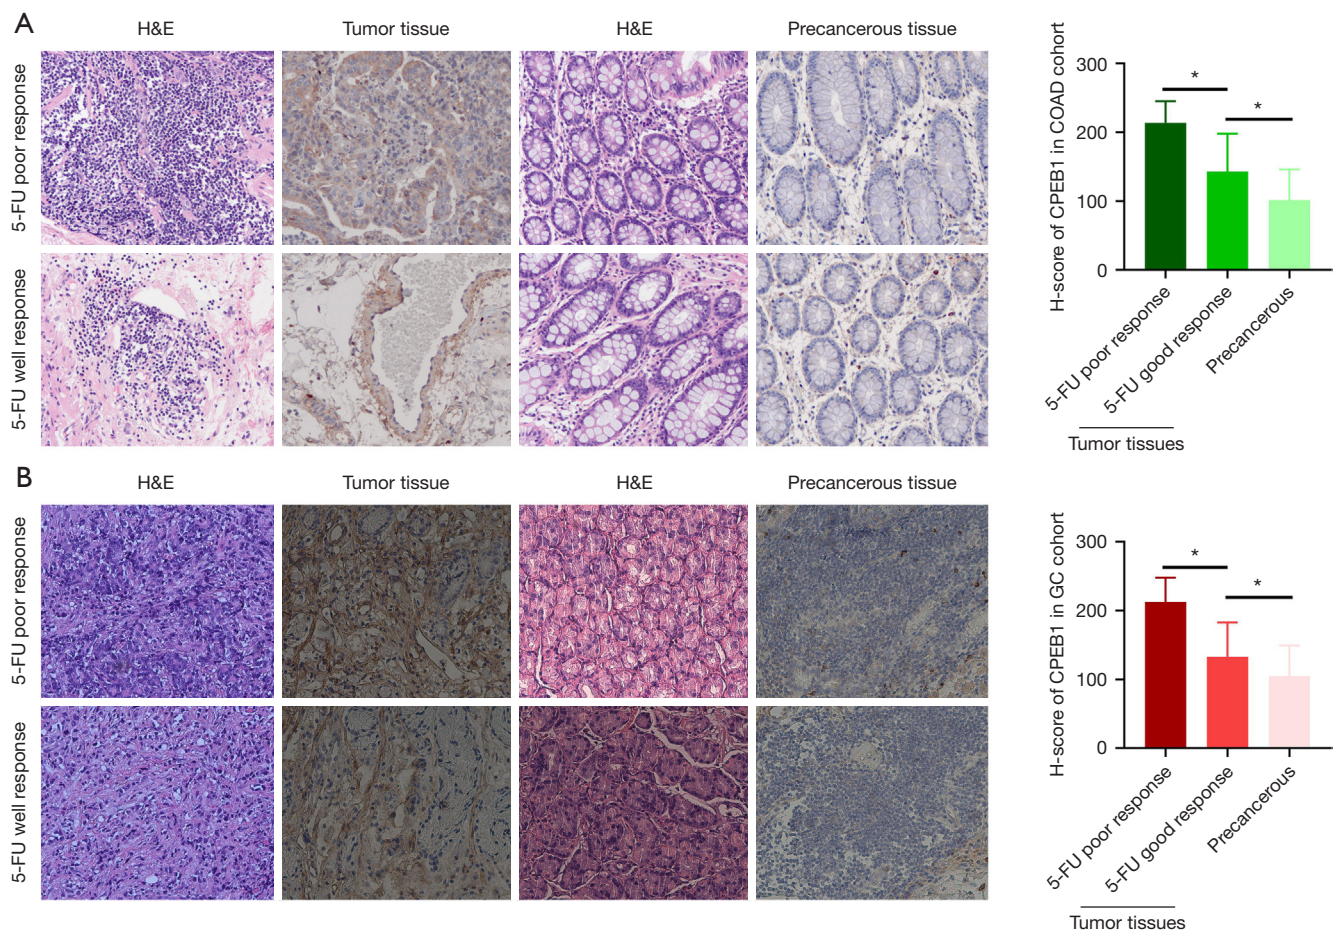 A
H&E
Tumor tissue
H&E
Precancerous tissue
5-FU poor response
5-FU well response
H-score of CPEB1 in COAD cohort
300
200
100
0
*
*
5-FU poor response
5-FU good response
Precancerous
Tumor tissues
B
H&E
Tumor tissue
H&E
Precancerous tissue
5-FU poor response
5-FU well response
H-score of CPEB1 in GC cohort
300
200
100
0
*
*
5-FU poor response
5-FU good response
Precancerous
Tumor tissues